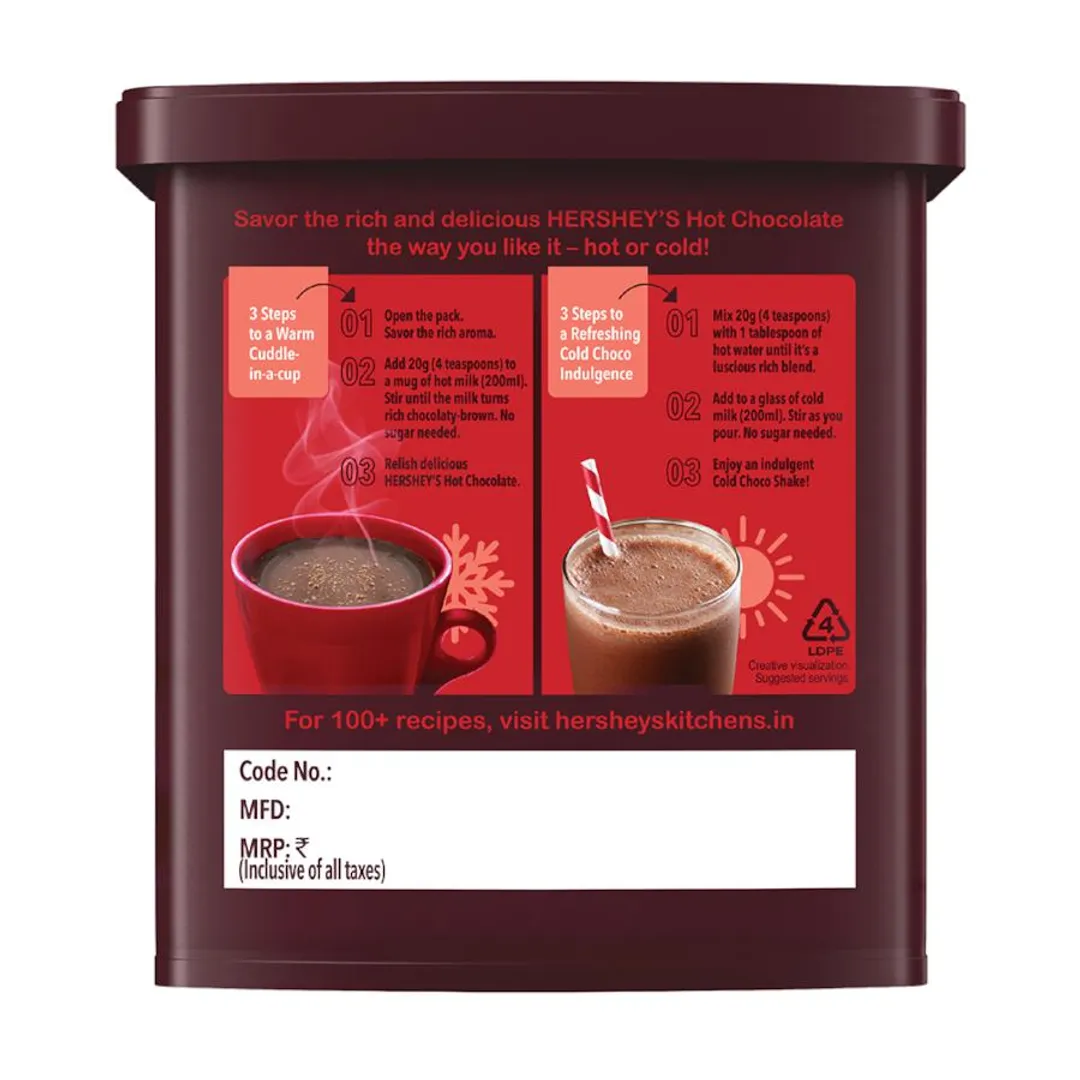 Savor the rich and delicious HERSHEY'S Hot Chocolate
the way you like it – hot or cold!
3 Steps
to a Warm
Cuddle-
in-a-cup
01
Open the pack.
Savor the rich aroma.
02
Add 20g (4 teaspoons) to
a mug of hot milk (200ml).
Stir until the milk turns
rich chocolaty-brown. No
sugar needed.
03
Relish delicious
HERSHEY'S Hot Chocolate.
3 Steps to
a Refreshing
Cold Choco
Indulgence
01
Mix 20g (4 teaspoons)
with 1 tablespoon of
hot water until it's a
luscious rich blend.
02
Add to a glass of cold
milk (200ml). Stir as you
pour. No sugar needed.
03
Enjoy an indulgent
Cold Choco Shake!
4
LDPE
Creative visualization
Suggested servings
For 100+ recipes, visit hersheyskitchens.in
Code No.:
MFD:
MRP: ₹
(Inclusive of all taxes)